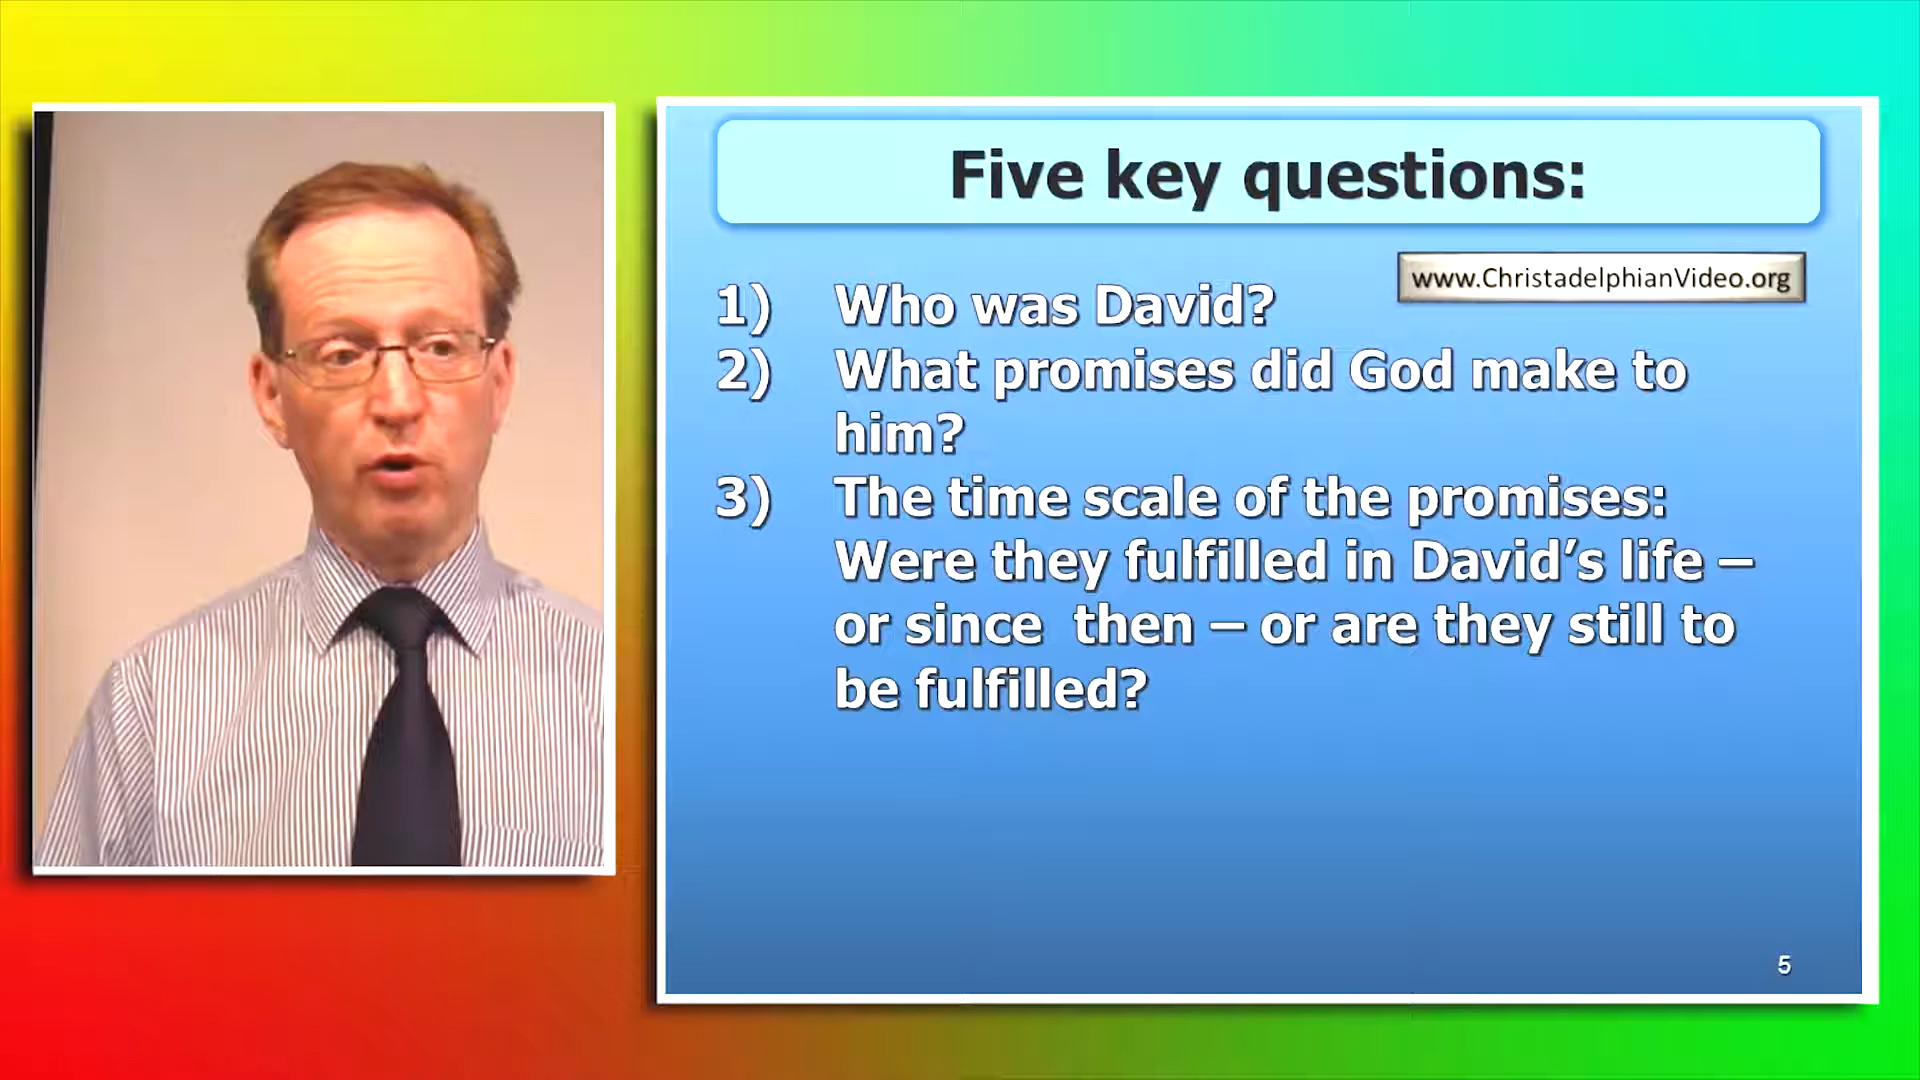 Five key questions:
www.ChristadelphianVideo.org
1) Who was David?
2) What promises did God make to
him?
3) The time scale of the promises:
Were they fulfilled in David’s life –
or since  then – or are they still to
be fulfilled?
5